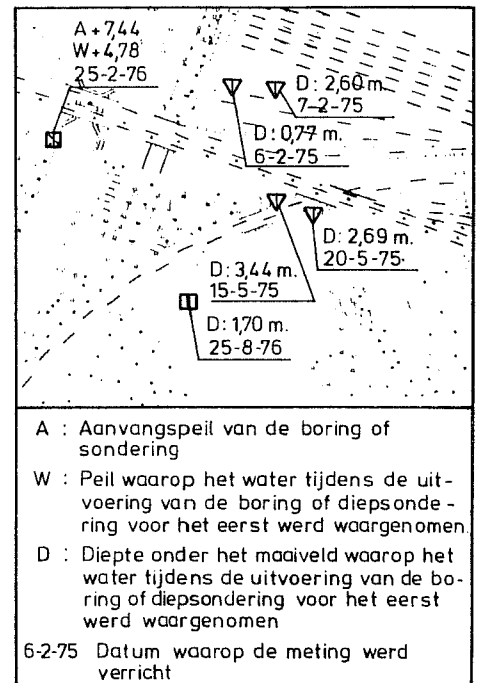 A + 7,44
W + 4,78
25-2-76
D: 2,60 m.
7-2-75
D: 0,77 m.
6-2-75
D: 2,69 m.
20-5-75
D: 3,44 m.
15-5-75
D: 1,70 m.
25-8-76
A : Aanvangspeil van de boring of
sondering
W : Peil waarop het water tijdens de uit-
voering van de boring of diepsonde-
ring voor het eerst werd waargenomen.
D : Diepte onder het maaiveld waarop het
water tijdens de uitvoering van de bo-
ring of diepsondering voor het eerst
werd waargenomen
6-2-75 Datum waarop de meting werd
verricht